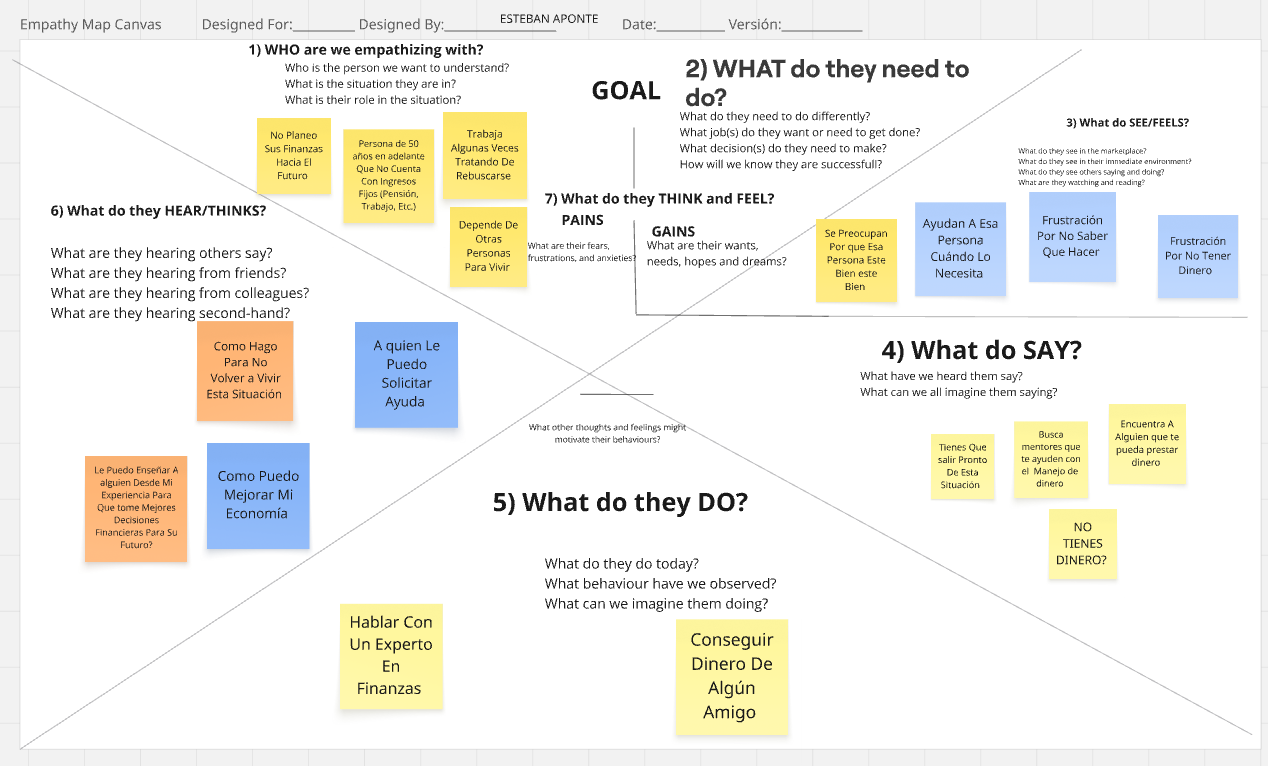 Empathy Map Canvas
Designed For:________ Designed By:_____________
ESTEBAN APONTE
Date:________ Versión:__________
1) WHO are we empathizing with?
Who is the person we want to understand?
What is the situation they are in?
What is their role in the situation?
No Planeo
Sus Finanzas
Hacia El
Futuro
Persona de 50
años en adelante
Que No Cuenta
Con Ingresos
Fijos (Pensión,
Trabajo, Etc.)
Trabaja
Algunas Veces
Tratando De
Rebuscarse
Depende De
Otras
Personas
Para Vivir
GOAL
2) WHAT do they need to
do?
What do they need to do differently?
What job(s) do they want or need to get done?
What decision(s) do they need to make?
How will we know they are successfull?
3) What do SEE/FEELS?
What do they see in the marketplace?
What do they see in their immediate environment?
What do they see others saying and doing?
What are they watching and reading?
Se Preocupan
Por que Esa
Persona Este
Bien este
Bien
Ayudan A Esa
Persona
Cuándo Lo
Necesita
Frustración
Por No Saber
Que Hacer
Frustración
Por No Tener
Dinero
7) What do they THINK and FEEL?
PAINS
What are their fears,
frustrations, and anxieties?
GAINS
What are their wants,
needs, hopes and dreams?
6) What do they HEAR/THINKS?
What are they hearing others say?
What are they hearing from friends?
What are they hearing from colleagues?
What are they hearing second-hand?
Como Hago
Para No
Volver a Vivir
Esta Situación
A quien Le
Puedo
Solicitar
Ayuda
Le Puedo Enseñar A
alguien Desde Mi
Experiencia Para
Que tome Mejores
Decisiones
Financieras Para Su
Futuro?
Como Puedo
Mejorar Mi
Economía
4) What do SAY?
What have we heard them say?
What can we all imagine them saying?
Tienes Que
salir Pronto
De Esta
Situación
Busca
mentores que
te ayuden con
el Manejo de
dinero
Encuentra A
Alguien que te
pueda prestar
dinero
NO
TIENES
DINERO?
What other thoughts and feelings might
motivate their behaviours?
5) What do they DO?
What do they do today?
What behaviour have we observed?
What can we imagine them doing?
Hablar Con
Un Experto
En
Finanzas
Conseguir
Dinero De
Algún
Amigo